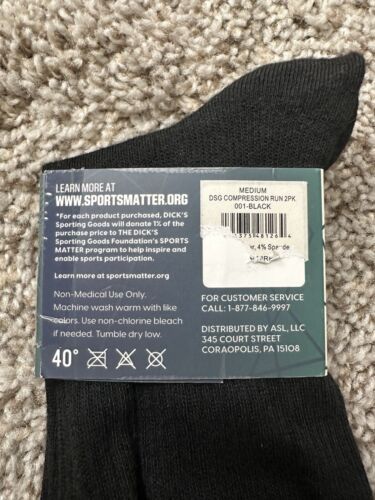 LEARN MORE AT
WWW.SPORTSMATTER.ORG
*For each product purchased, DICK'S
Sporting Goods will donate 1% of the
purchase price to THE DICK'S
Sporting Goods Foundation's SPORTS
MATTER program to help inspire and
enable sports participation.
Learn more at sportsmatter.org
Non-Medical Use Only.
Machine wash warm with like
colors. Use non-chlorine bleach
if needed. Tumble dry low.
40°
MEDIUM
DSG COMPRESSION RUN 2PK
001-BLACK
4% Spande
FOR CUSTOMER SERVICE
CALL: 1-877-846-9997
DISTRIBUTED BY ASL, LLC
345 COURT STREET
CORAOPOLIS, PA 15108